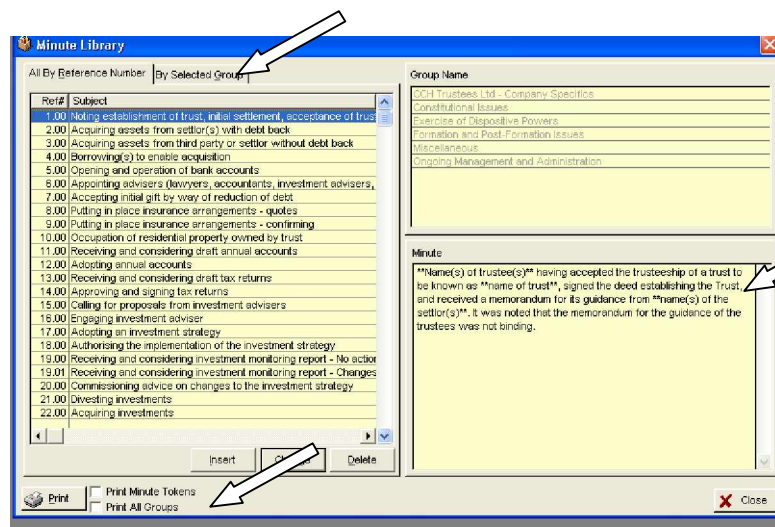 Minute Library
All By Reference Number
By Selected Group
Ref# Subject
1.00 Noting establishment of trust, initial settlement, acceptance of trust
2.00 Acquiring assets from settlor(s) with debt back
3.00 Acquiring assets from third party or settlor without debt back
4.00 Borrowing(s) to enable acquisition
5.00 Opening and operation of bank accounts
6.00 Appointing advisers (lawyers, accountants, investment advisers,
7.00 Accepting initial gift by way of reduction of debt
8.00 Putting in place insurance arrangements - quotes
9.00 Putting in place insurance arrangements - confirming
10.00 Occupation of residential property owned by trust
11.00 Receiving and considering draft annual accounts
12.00 Adopting annual accounts
13.00 Receiving and considering draft tax returns
14.00 Approving and signing tax returns
15.00 Calling for proposals from investment advisers
16.00 Engaging investment adviser
17.00 Adopting an investment strategy
18.00 Authorising the implementation of the investment strategy
19.00 Receiving and considering investment monitoring report - No action
19.01 Receiving and considering investment monitoring report - Changes
20.00 Commissioning advice on changes to the investment strategy
21.00 Divesting investments
22.00 Acquiring investments
Insert
Delete
Group Name
CCH Trustees Ltd - Company Specifics
Constitutional Issues
Exercise of Dispositive Powers
Formation and Post-Formation Issues
Miscellaneous
Ongoing Management and Administration
Minute
**Name(s) of trustee(s)** having accepted the trusteeship of a trust to
be known as **name of trust**, signed the deed establishing the Trust,
and received a memorandum for its guidance from **name(s) of the
settlor(s)**. It was noted that the memorandum for the guidance of the
trustees was not binding.
Print
Print Minute Tokens
Print All Groups
Close